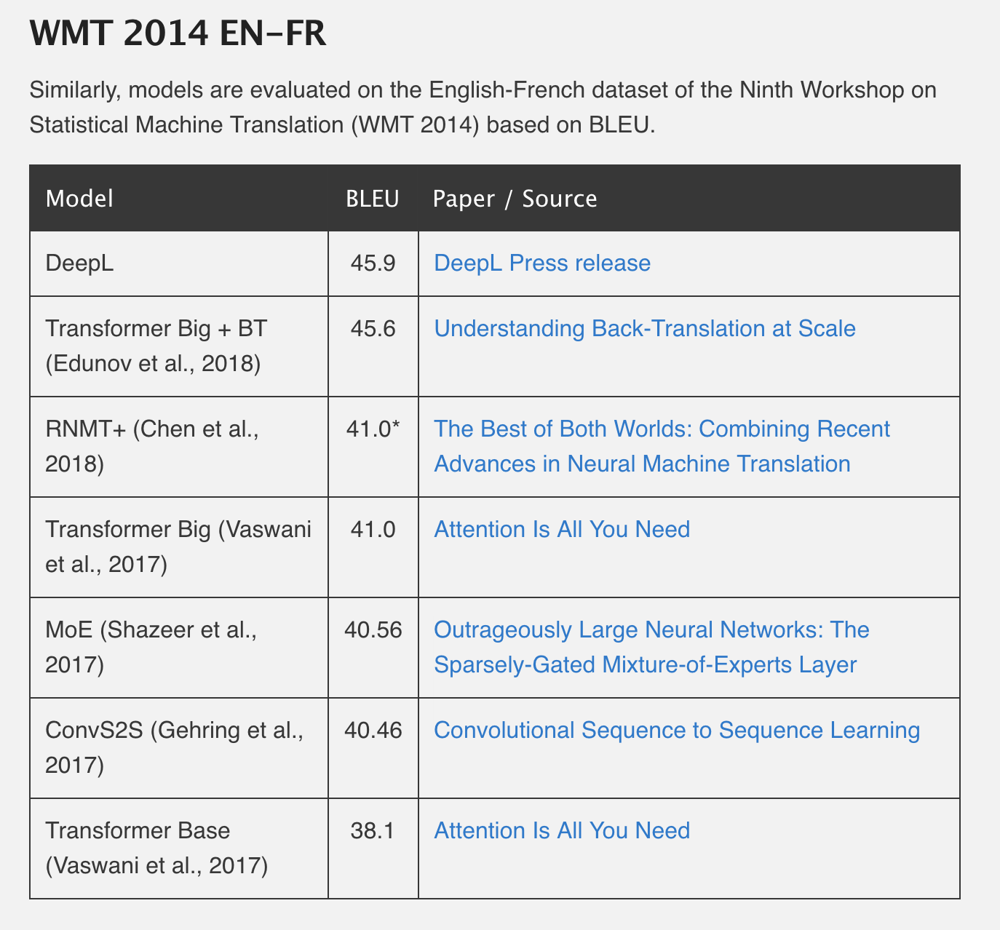 WMT 2014 EN–FR
Similarly, models are evaluated on the English-French dataset of the Ninth Workshop on
Statistical Machine Translation (WMT 2014) based on BLEU.
Model BLEU Paper / Source
DeepL 45.9 DeepL Press release
Transformer Big + BT 45.6 Understanding Back-Translation at Scale
(Edunov et al., 2018)
RNMT+ (Chen et al., 41.0* The Best of Both Worlds: Combining Recent
2018) Advances in Neural Machine Translation
Transformer Big (Vaswani 41.0 Attention Is All You Need
et al., 2017)
MoE (Shazeer et al., 40.56 Outrageously Large Neural Networks: The
2017) Sparsely-Gated Mixture-of-Experts Layer
ConvS2S (Gehring et al., 40.46 Convolutional Sequence to Sequence Learning
2017)
Transformer Base 38.1 Attention Is All You Need
(Vaswani et al., 2017)